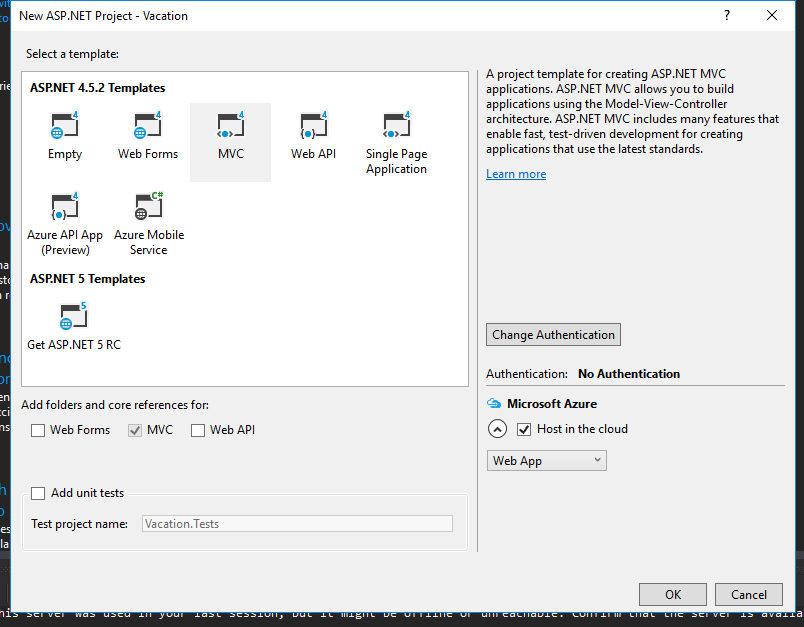 New ASP.NET Project - Vacation
?
Select a template:
ASP.NET 4.5.2 Templates
4 4 4 4 4
Empty Web Forms MVC Web API Single Page
Application
4 C#
Azure API App Azure Mobile
(Preview) Service
ASP.NET 5 Templates
5
Get ASP.NET 5 RC
A project template for creating ASP.NET MVC
applications. ASP.NET MVC allows you to build
applications using the Model-View-Controller
architecture. ASP.NET MVC includes many features that
enable fast, test-driven development for creating
applications that use the latest standards.
Learn more
Change Authentication
Authentication: No Authentication
Microsoft Azure
Host in the cloud
Web App
Add folders and core references for:
Web Forms MVC Web API
Add unit tests
Test project name: Vacation.Tests
OK Cancel
his server was used in your last session, but it might be offline or unreachable. Confirm that the server is availa